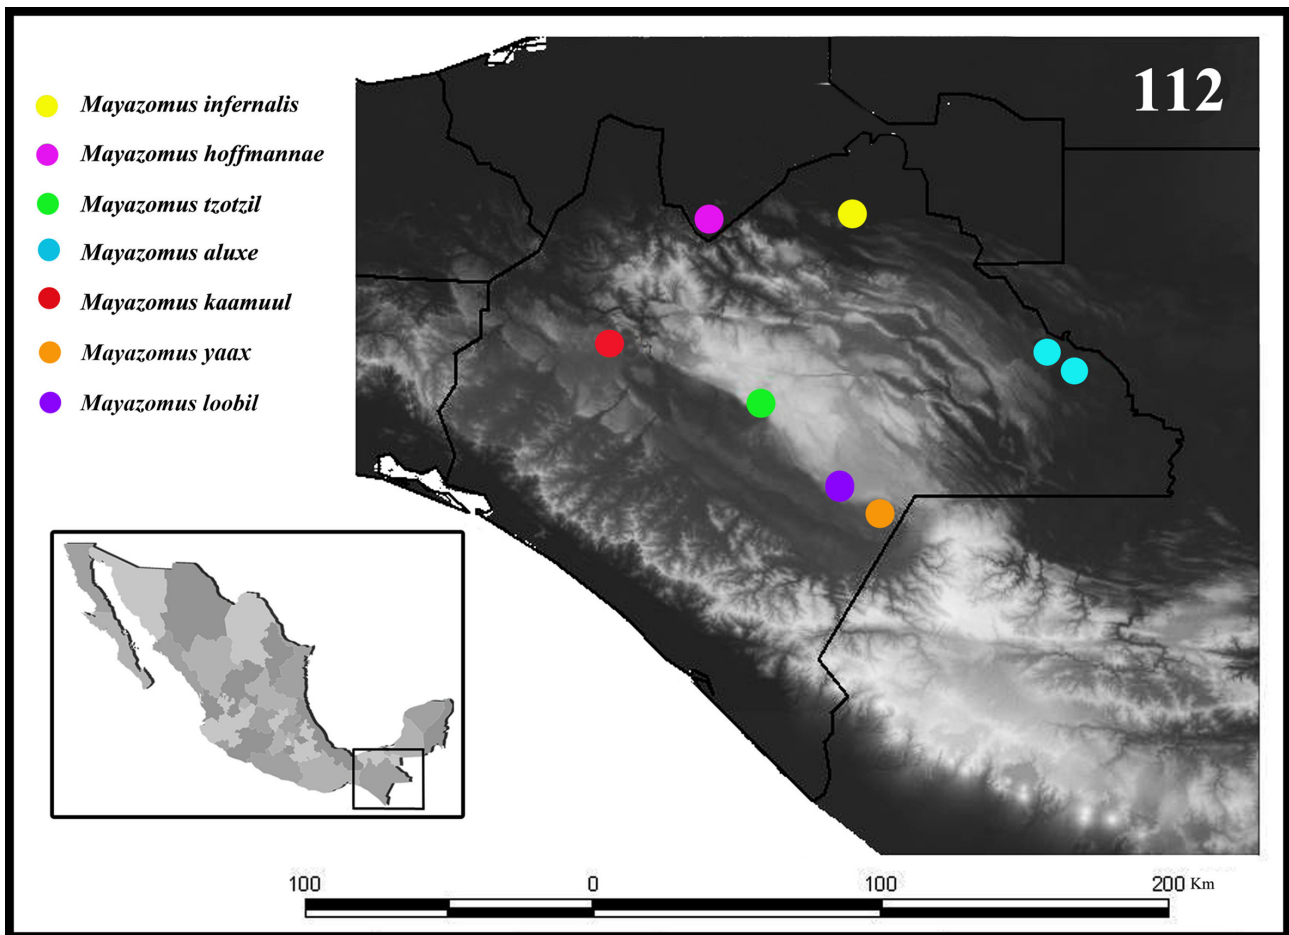 112
Mayazomus infernalis
Mayazomus hoffmannae
Mayazomus tzotzil
Mayazomus aluxe
Mayazomus kaamuul
Mayazomus yaax
Mayazomus loobil
100 0 100 200 Km